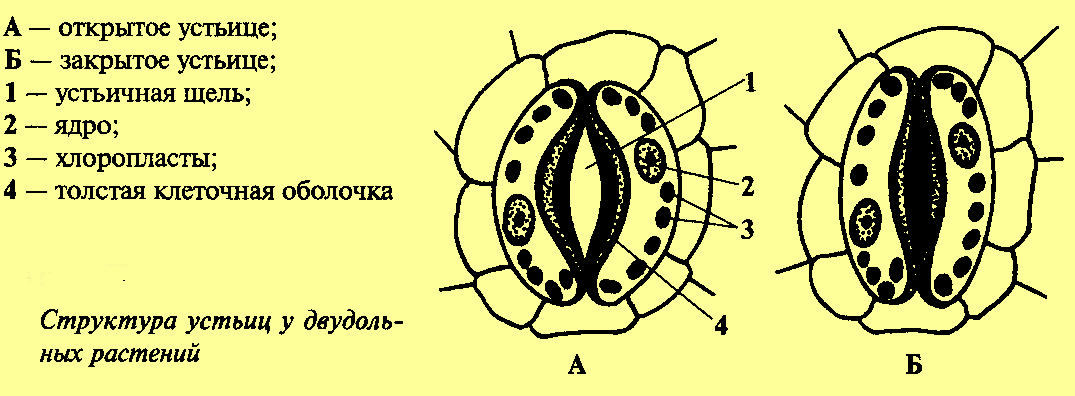 А — открытое устьице;
Б — закрытое устьице;
1 — устьичная щель;
2 — ядро;
3 — хлоропласты;
4 — толстая клеточная оболочка
Структура устьиц у двудоль-
ных растений
1
2
3
4
А
Б